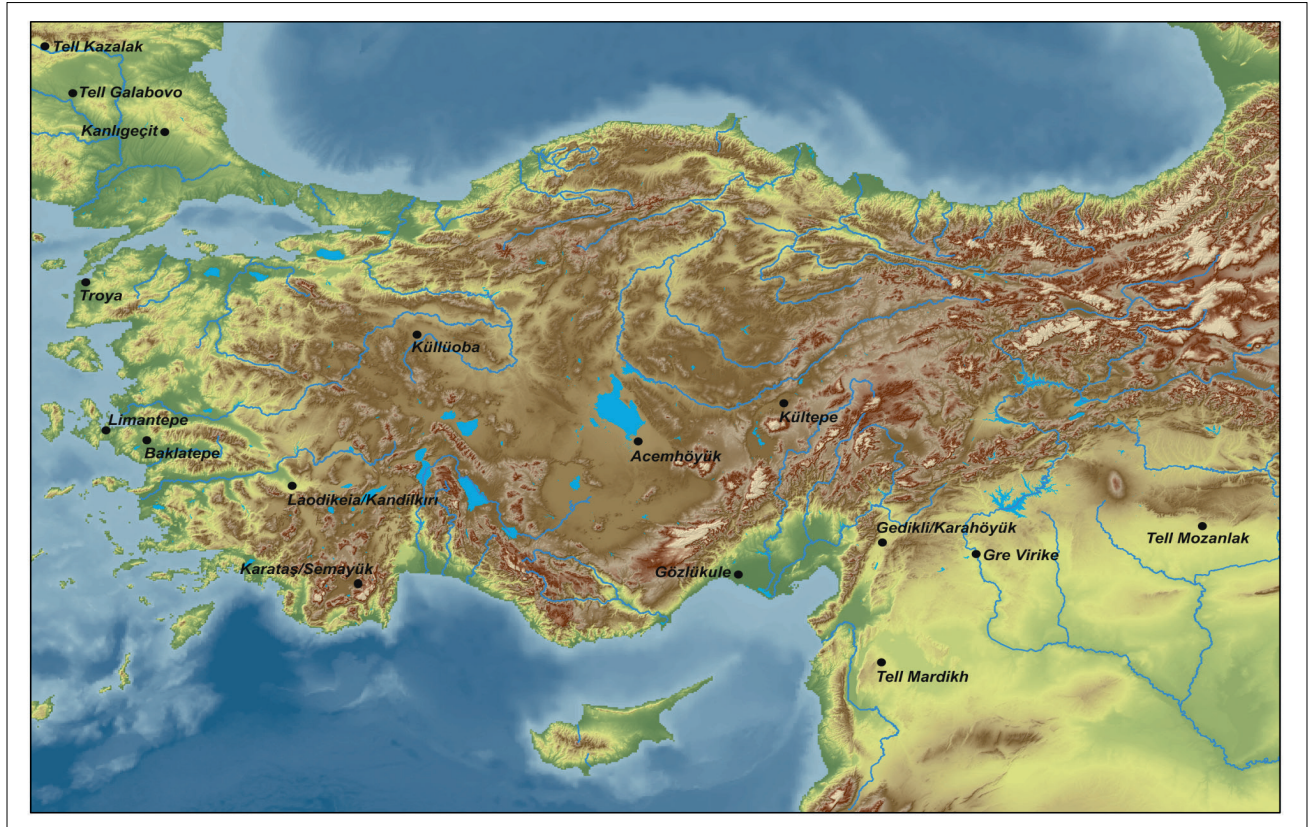 Tell Kazalak
Tell Galabovo
Kanlıgeçit
Troya
Küllüoba
Limantepe
Baklatepe
Kültepe
Acemhöyük
Laodikeia/Kandilkırı
Gedikli/Karahöyük
Tell Mozanlak
Gre Virike
Karataş/Semayük
Gözlükule
Tell Mardikh